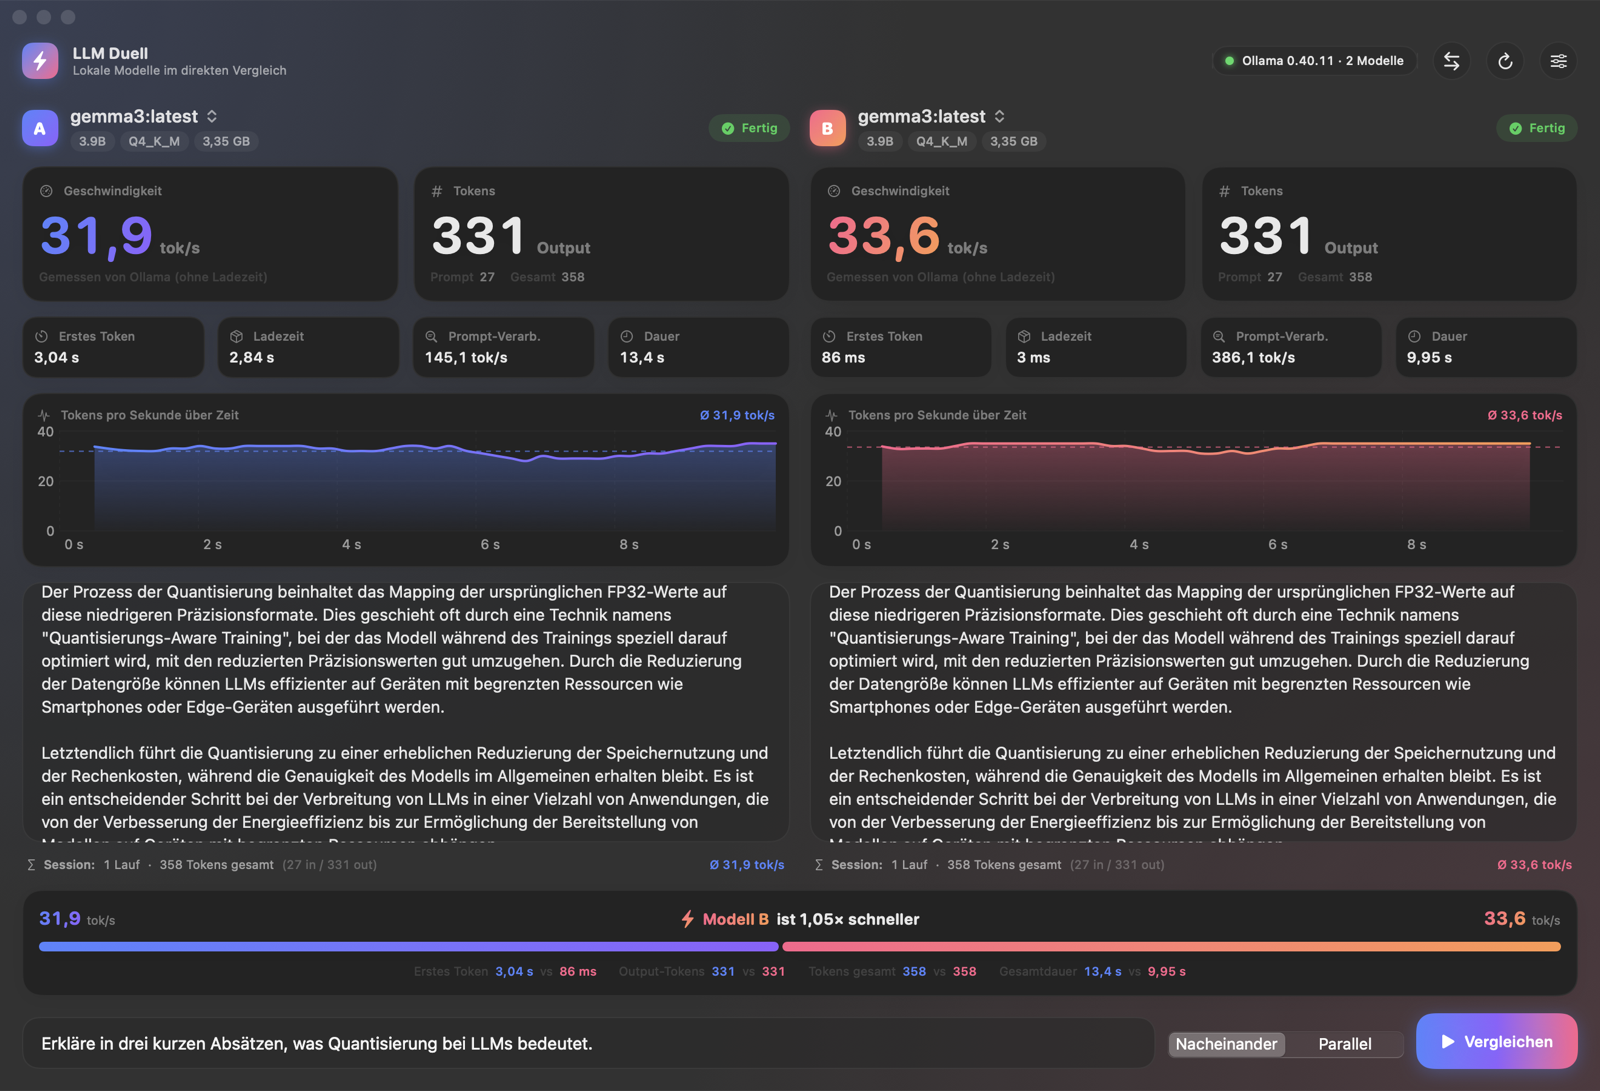 LLM Duell
Lokale Modelle im direkten Vergleich
Ollama 0.40.11 · 2 Modelle
A
gemma3:latest
3.9B Q4_K_M 3,35 GB
Fertig
Geschwindigkeit
31,9 tok/s
Gemessen von Ollama (ohne Ladezeit)
# Tokens
331 Output
Prompt 27 Gesamt 358
Erstes Token
3,04 s
Ladezeit
2,84 s
Prompt-Verarb.
145,1 tok/s
Dauer
13,4 s
Tokens pro Sekunde über Zeit
Ø 31,9 tok/s
40
20
0
0 s 2 s 4 s 6 s 8 s
Der Prozess der Quantisierung beinhaltet das Mapping der ursprünglichen FP32-Werte auf
diese niedrigeren Präzisionsformate. Dies geschieht oft durch eine Technik namens
"Quantisierungs-Aware Training", bei der das Modell während des Trainings speziell darauf
optimiert wird, mit den reduzierten Präzisionswerten gut umzugehen. Durch die Reduzierung
der Datengröße können LLMs effizienter auf Geräten mit begrenzten Ressourcen wie
Smartphones oder Edge-Geräten ausgeführt werden.
Letztendlich führt die Quantisierung zu einer erheblichen Reduzierung der Speichernutzung und
der Rechenkosten, während die Genauigkeit des Modells im Allgemeinen erhalten bleibt. Es ist
ein entscheidender Schritt bei der Verbreitung von LLMs in einer Vielzahl von Anwendungen, die
von der Verbesserung der Energieeffizienz bis zur Ermöglichung der Bereitstellung von
∑ Session: 1 Lauf · 358 Tokens gesamt (27 in / 331 out)
Ø 31,9 tok/s
B
gemma3:latest
3.9B Q4_K_M 3,35 GB
Fertig
Geschwindigkeit
33,6 tok/s
Gemessen von Ollama (ohne Ladezeit)
# Tokens
331 Output
Prompt 27 Gesamt 358
Erstes Token
86 ms
Ladezeit
3 ms
Prompt-Verarb.
386,1 tok/s
Dauer
9,95 s
Tokens pro Sekunde über Zeit
Ø 33,6 tok/s
40
20
0
0 s 2 s 4 s 6 s 8 s
Der Prozess der Quantisierung beinhaltet das Mapping der ursprünglichen FP32-Werte auf
diese niedrigeren Präzisionsformate. Dies geschieht oft durch eine Technik namens
"Quantisierungs-Aware Training", bei der das Modell während des Trainings speziell darauf
optimiert wird, mit den reduzierten Präzisionswerten gut umzugehen. Durch die Reduzierung
der Datengröße können LLMs effizienter auf Geräten mit begrenzten Ressourcen wie
Smartphones oder Edge-Geräten ausgeführt werden.
Letztendlich führt die Quantisierung zu einer erheblichen Reduzierung der Speichernutzung und
der Rechenkosten, während die Genauigkeit des Modells im Allgemeinen erhalten bleibt. Es ist
ein entscheidender Schritt bei der Verbreitung von LLMs in einer Vielzahl von Anwendungen, die
von der Verbesserung der Energieeffizienz bis zur Ermöglichung der Bereitstellung von
∑ Session: 1 Lauf · 358 Tokens gesamt (27 in / 331 out)
Ø 33,6 tok/s
31,9 tok/s
Modell B ist 1,05× schneller
33,6 tok/s
Erstes Token 3,04 s vs 86 ms Output-Tokens 331 vs 331 Tokens gesamt 358 vs 358 Gesamtdauer 13,4 s vs 9,95 s
Erkläre in drei kurzen Absätzen, was Quantisierung bei LLMs bedeutet.
Nacheinander Parallel
Vergleichen